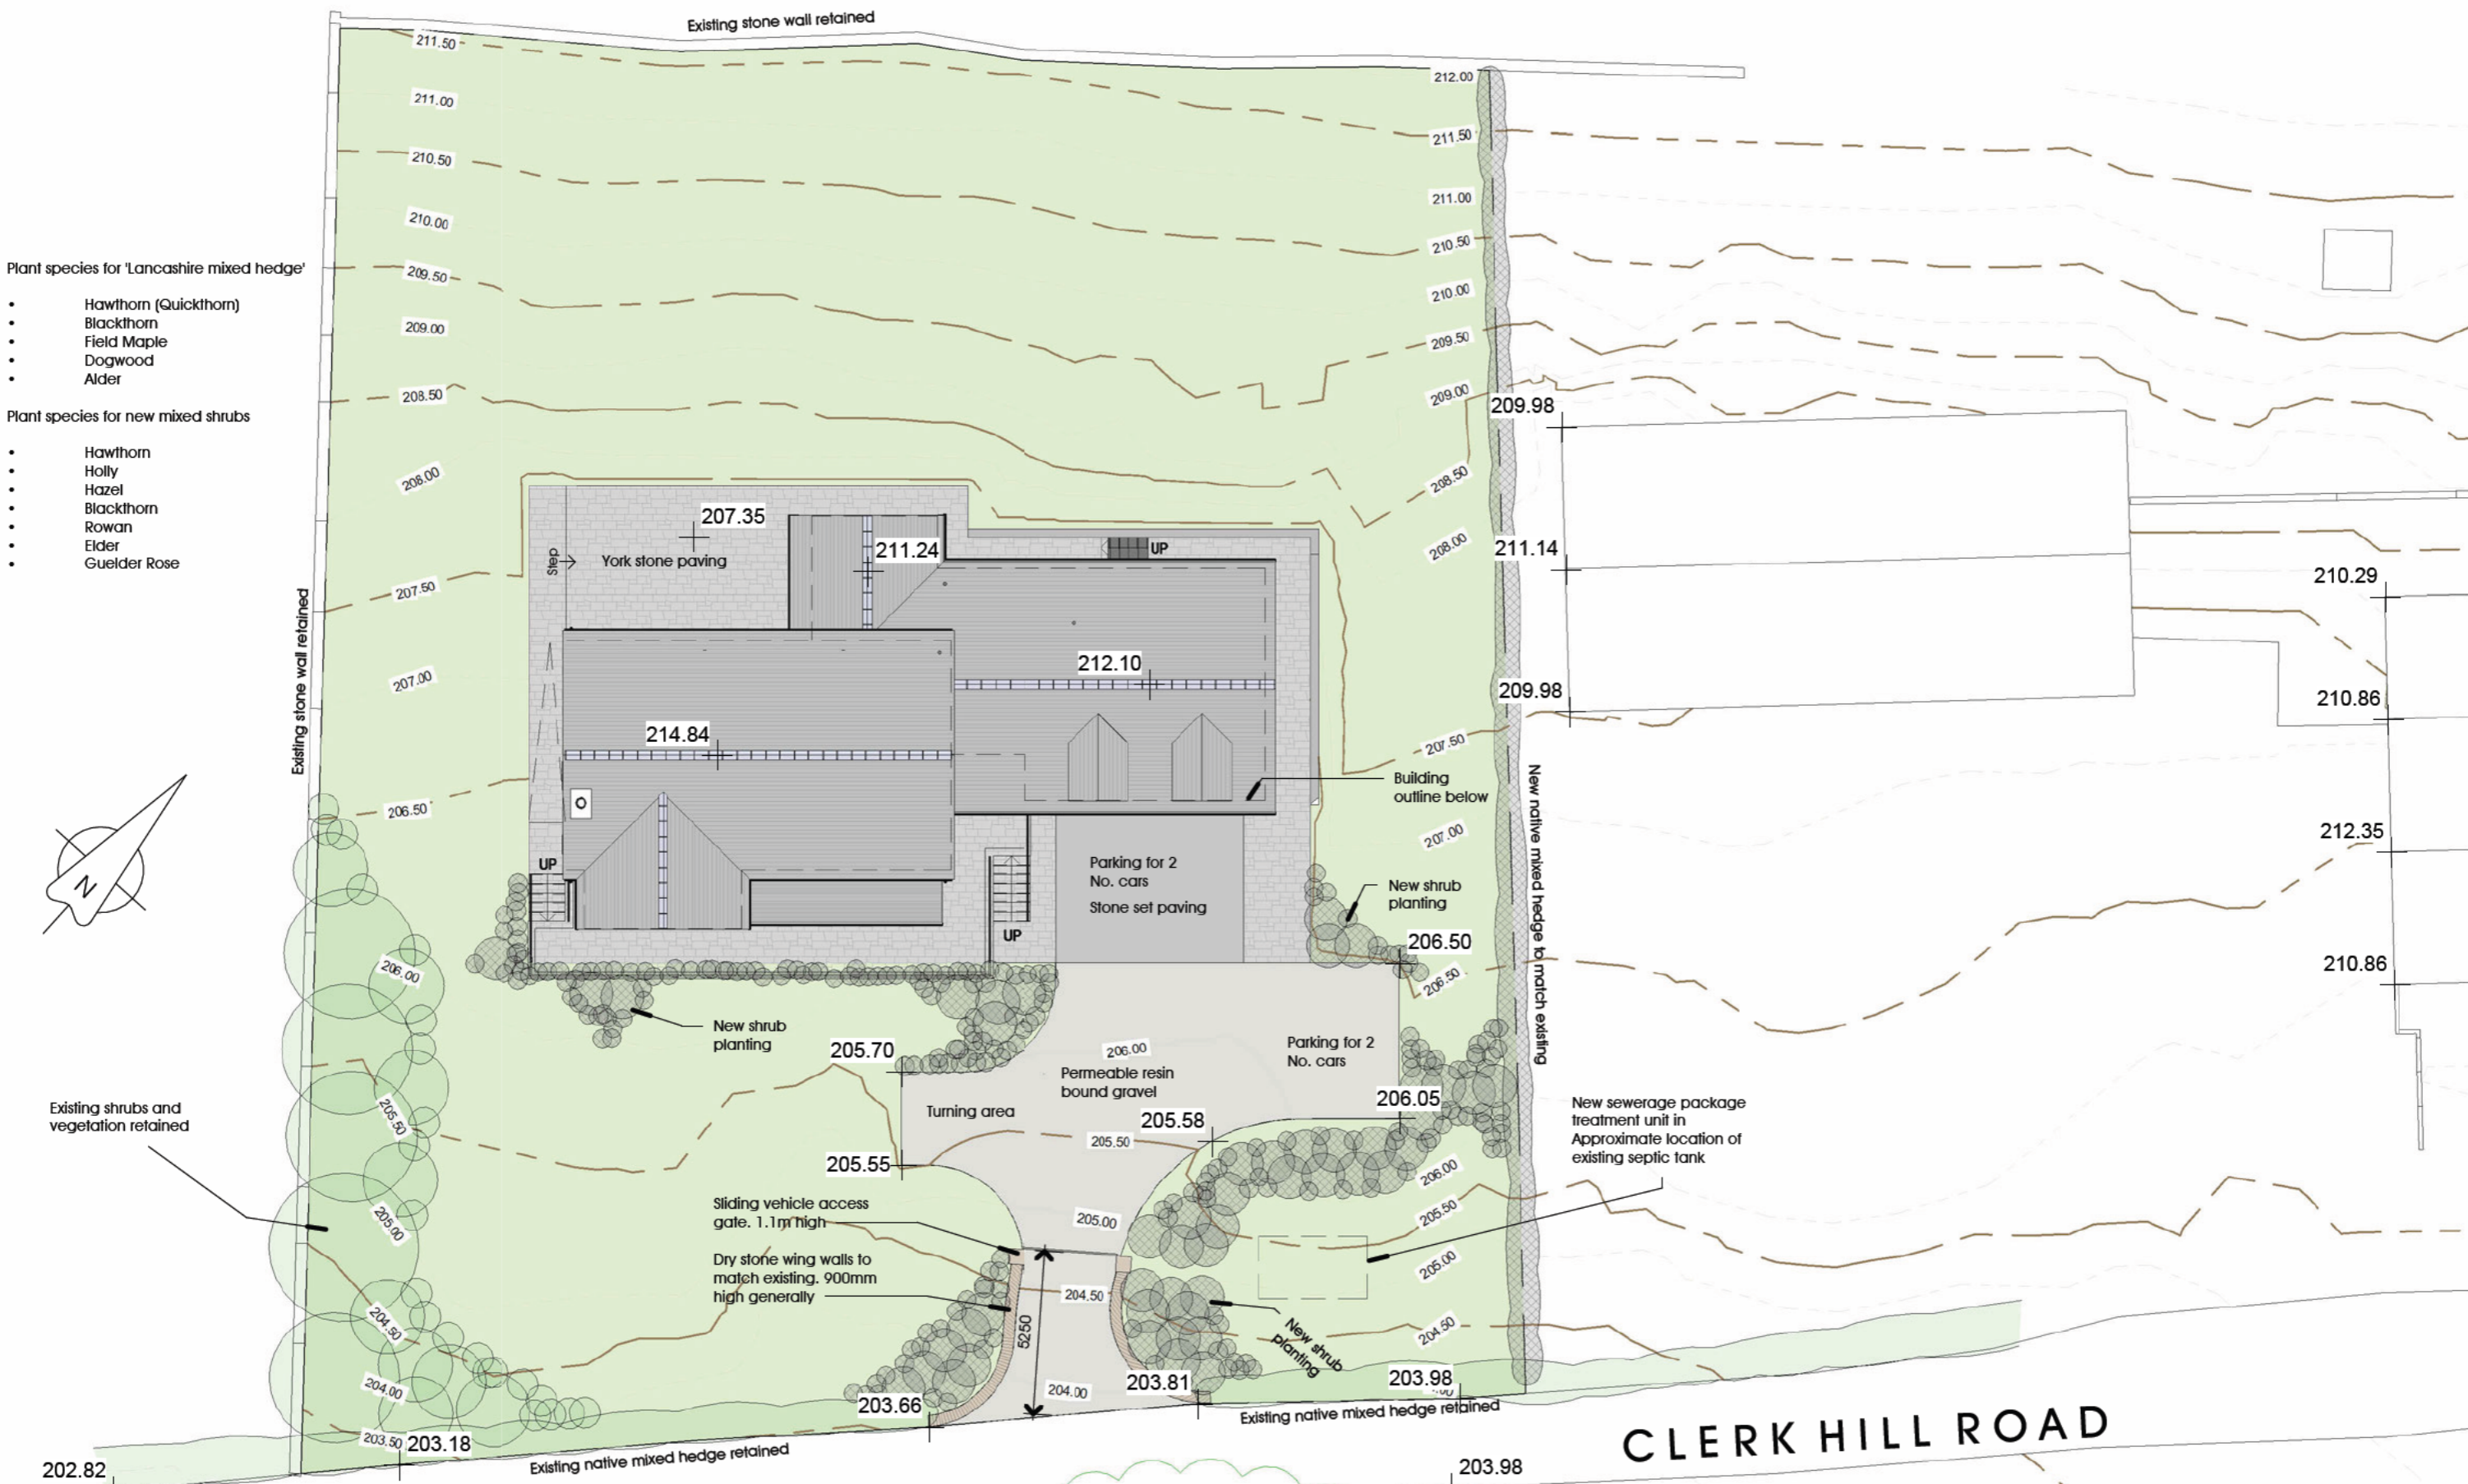 Existing stone wall retained
211.50
212.00
211.00
211.50
210.50
211.00
210.00
210.50
Plant species for 'Lancashire mixed hedge'
209.50
210.00
• Hawthorn (Quickthorn)
• Blackthorn
• Field Maple
• Dogwood
• Alder
209.00
209.50
208.50
209.00
209.98
Plant species for new mixed shrubs
• Hawthorn
• Holly
• Hazel
• Blackthorn
• Rowan
• Elder
• Guelder Rose
208.00
208.50
207.35
211.24
UP
208.00
211.14
Step
York stone paving
210.29
207.50
Existing stone wall retained
207.00
212.10
209.98
210.86
214.84
207.50
Building
outline below
New native mixed hedge to match existing
206.50
207.00
212.35
UP
Parking for 2
No. cars
Stone set paving
New shrub
planting
N
UP
206.50
206.00
206.50
210.86
New shrub
planting
205.70
206.00
Parking for 2
No. cars
Permeable resin
bound gravel
Turning area
206.05
205.58
205.50
Existing shrubs and
vegetation retained
205.50
New sewerage package
treatment unit in
Approximate location of
existing septic tank
205.55
206.00
Sliding vehicle access
gate. 1.1m high
205.00
205.00
205.50
Dry stone wing walls to
match existing. 900mm
high generally
205.00
204.50
5250
204.50
New shrub
planting
204.50
204.00
204.00
203.81
203.98
203.66
Existing native mixed hedge retained
203.50
203.18
Existing native mixed hedge retained
CLERK HILL ROAD
202.82
203.98